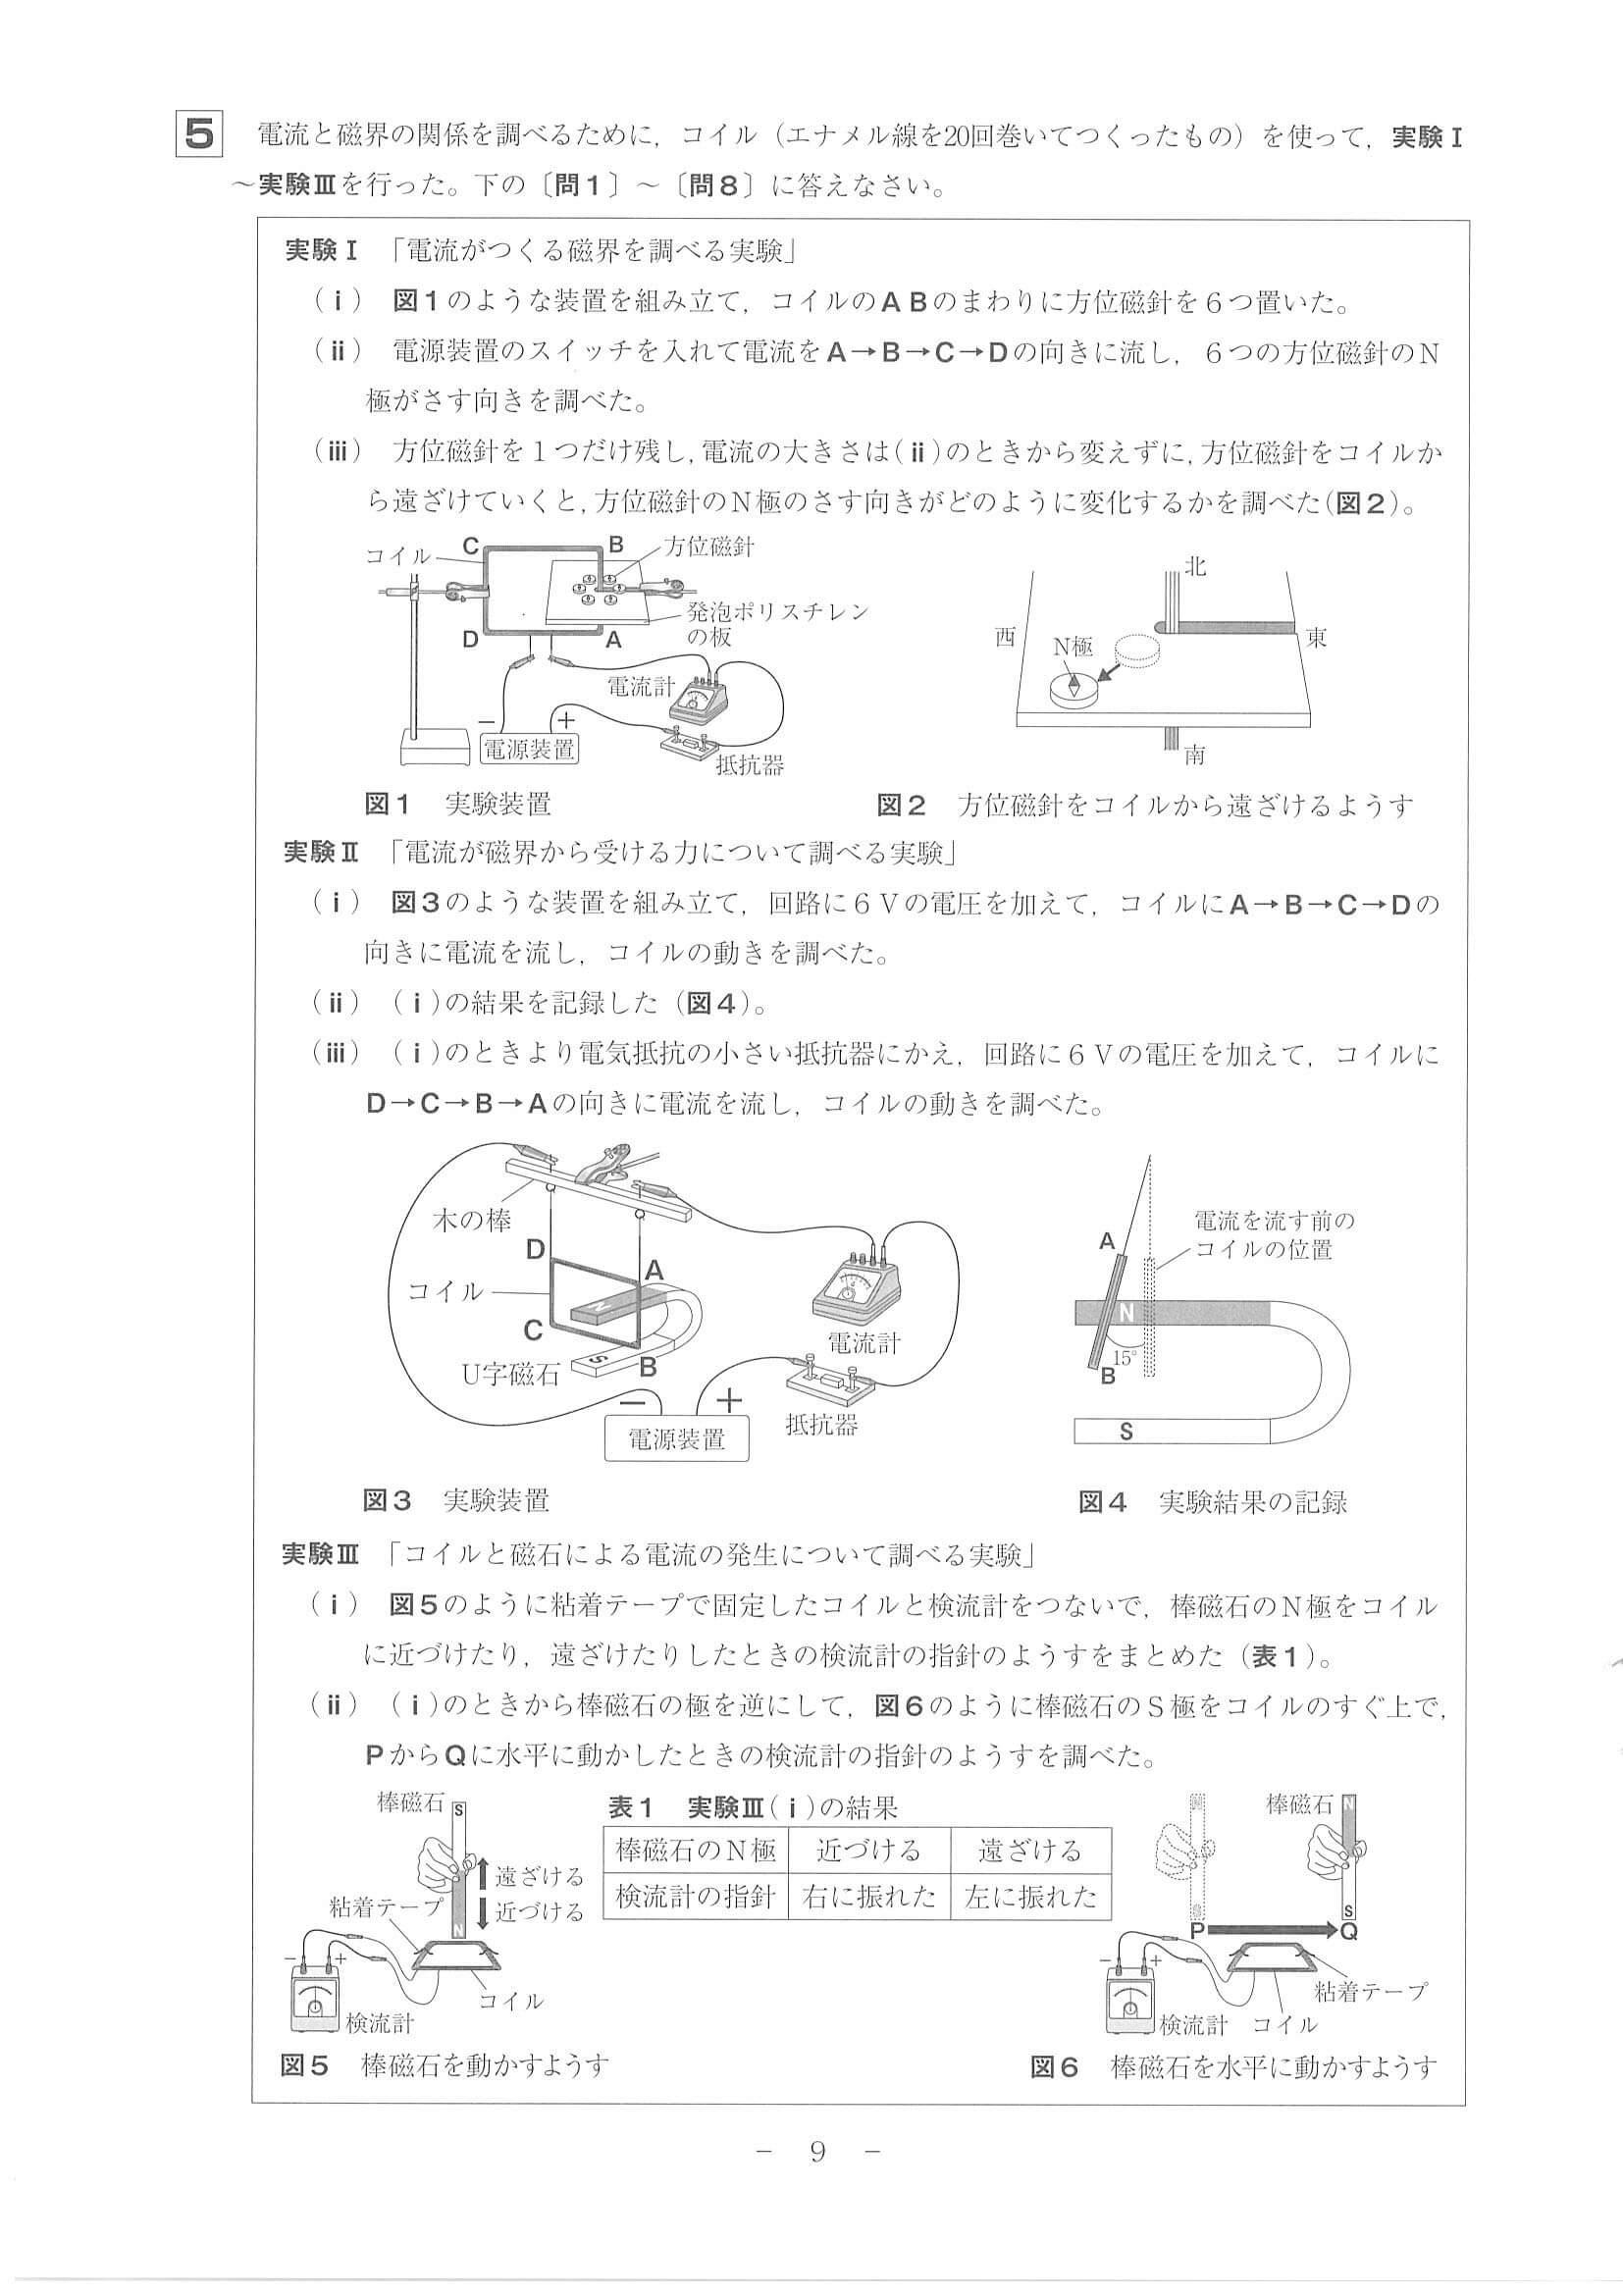 5 電流と磁界の関係を調べるために，コイル（エナメル線を20回巻いてつくったもの）を使って，実験Ⅰ
～実験Ⅲを行った。下の〔問1〕～〔問8〕に答えなさい。
実験Ⅰ 「電流がつくる磁界を調べる実験」
（ⅰ） 図1のような装置を組み立て，コイルのＡＢのまわりに方位磁針を６つ置いた。
（ⅱ） 電源装置のスイッチを入れて電流をA→B→C→Dの向きに流し，６つの方位磁針のＮ
極がさす向きを調べた。
（ⅲ） 方位磁針を１つだけ残し，電流の大きさは（ⅱ）のときから変えずに，方位磁針をコイルか
ら遠ざけていくと，方位磁針のＮ極のさす向きがどのように変化するかを調べた（図2）。
コイル
C
B
方位磁針
発泡ポリスチレン
の板
D
A
電流計
－
＋
電源装置
抵抗器
北
西
N極
東
南
図1 実験装置
図2 方位磁針をコイルから遠ざけるようす
実験Ⅱ 「電流が磁界から受ける力について調べる実験」
（ⅰ） 図3のような装置を組み立て，回路に６Ｖの電圧を加えて，コイルにA→B→C→Dの
向きに電流を流し，コイルの動きを調べた。
（ⅱ） （ⅰ）の結果を記録した（図4）。
（ⅲ） （ⅰ）のときより電気抵抗の小さい抵抗器にかえ，回路に６Ｖの電圧を加えて，コイルに
D→C→B→Aの向きに電流を流し，コイルの動きを調べた。
木の棒
D
A
コイル
N
C
B
S
U字磁石
電流計
－
＋
電源装置
抵抗器
A
電流を流す前の
コイルの位置
N
15°
B
S
図3 実験装置
図4 実験結果の記録
実験Ⅲ 「コイルと磁石による電流の発生について調べる実験」
（ⅰ） 図5のように粘着テープで固定したコイルと検流計をつないで，棒磁石のＮ極をコイル
に近づけたり，遠ざけたりしたときの検流計の指針のようすをまとめた（表1）。
（ⅱ） （ⅰ）のときから棒磁石の極を逆にして，図6のように棒磁石のＳ極をコイルのすぐ上で，
PからQに水平に動かしたときの検流計の指針のようすを調べた。
棒磁石
S
遠ざける
近づける
粘着テープ
N
－
＋
コイル
検流計
表1 実験Ⅲ（ⅰ）の結果
棒磁石のＮ極 近づける 遠ざける
検流計の指針 右に振れた 左に振れた
N
棒磁石
N
S
S
P
Q
－
＋
粘着テープ
検流計
コイル
図5 棒磁石を動かすようす
図6 棒磁石を水平に動かすようす
－ 9 －